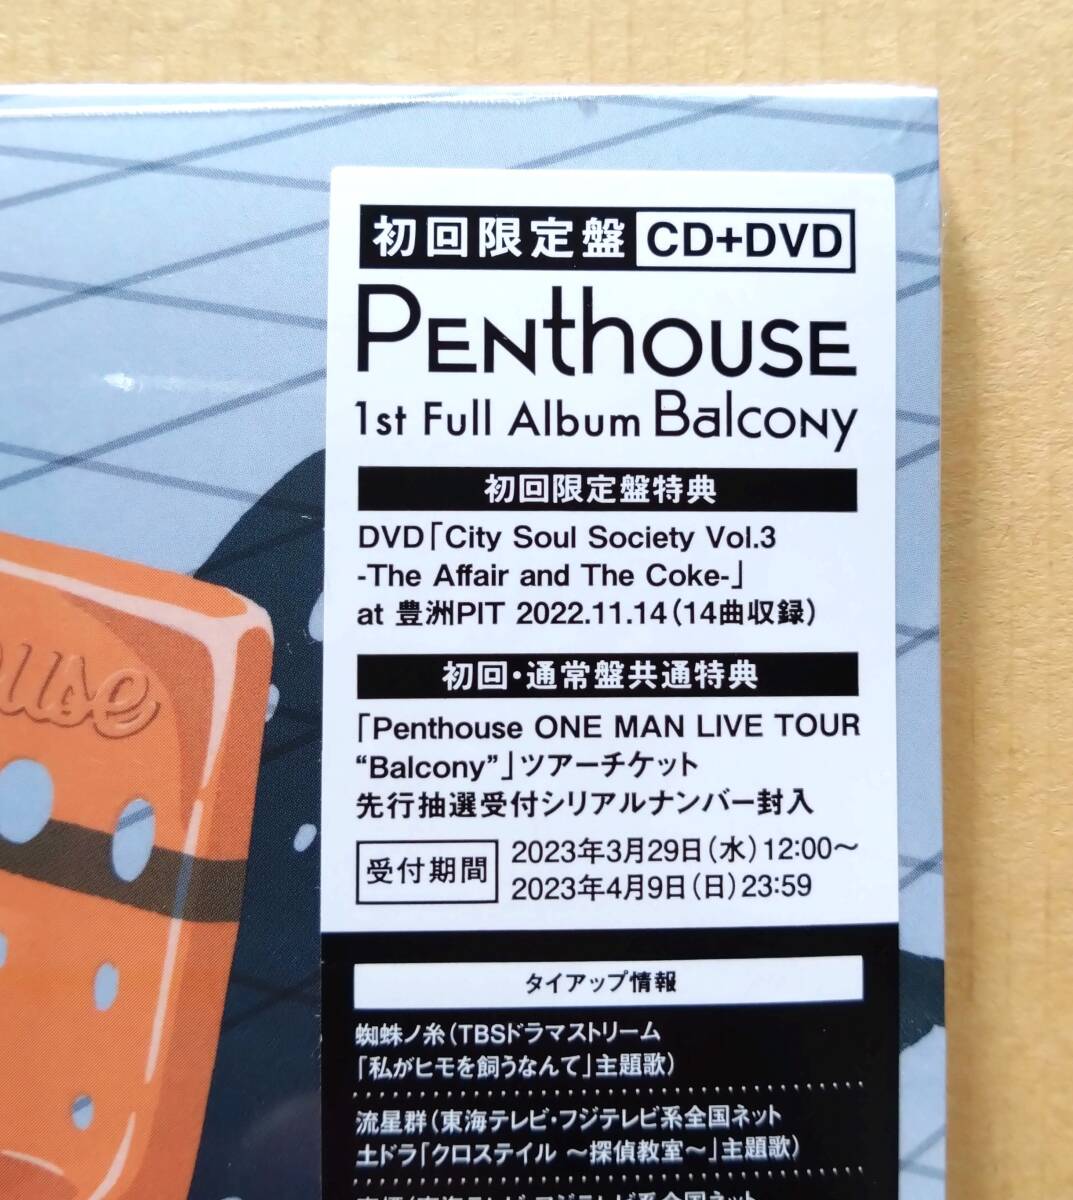 初回限定盤 CD+DVD
PENthOUSE
1st Full Album Balcony
初回限定盤特典
DVD「City Soul Society Vol.3
-The Affair and The Coke-」
at 豊洲PIT 2022.11.14(14曲収録)
初回・通常盤共通特典
「Penthouse ONE MAN LIVE TOUR
“Balcony”」ツアーチケット
先行抽選受付シリアルナンバー封入
受付期間
2023年3月29日(水)12:00〜
2023年4月9日(日)23:59
タイアップ情報
蜘蛛ノ糸(TBSドラマストリーム
「私がヒモを飼うなんて」主題歌)
流星群(東海テレビ・フジテレビ系全国ネット
土ドラ「クロステイル 〜探偵教室〜」主題歌)